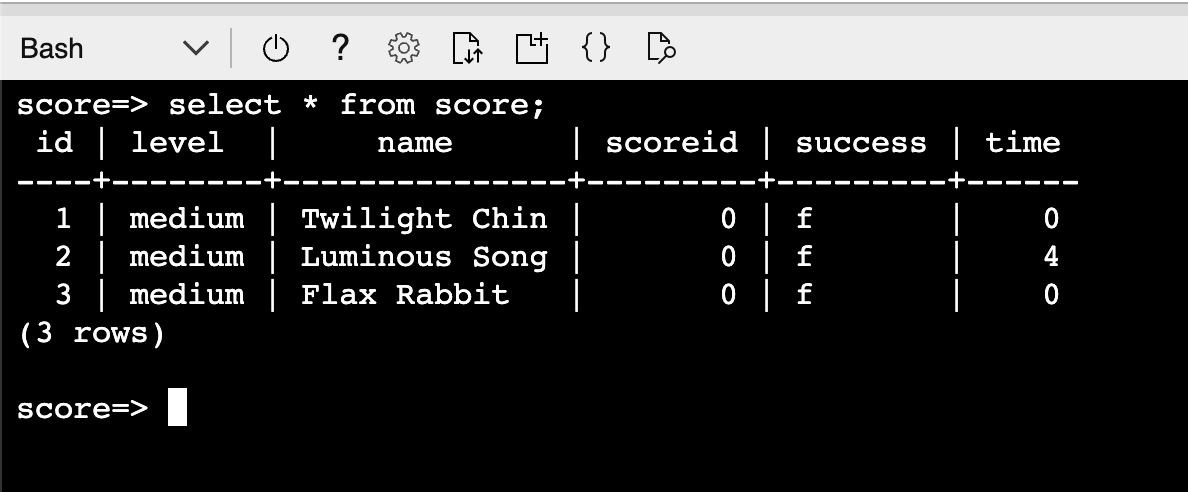 Bash
score=> select * from score;
 id | level  |     name      | scoreid | success | time
----+--------+---------------+---------+---------+------
  1 | medium | Twilight Chin |       0 | f       |    0
  2 | medium | Luminous Song |       0 | f       |    4
  3 | medium | Flax Rabbit   |       0 | f       |    0
(3 rows)
score=>